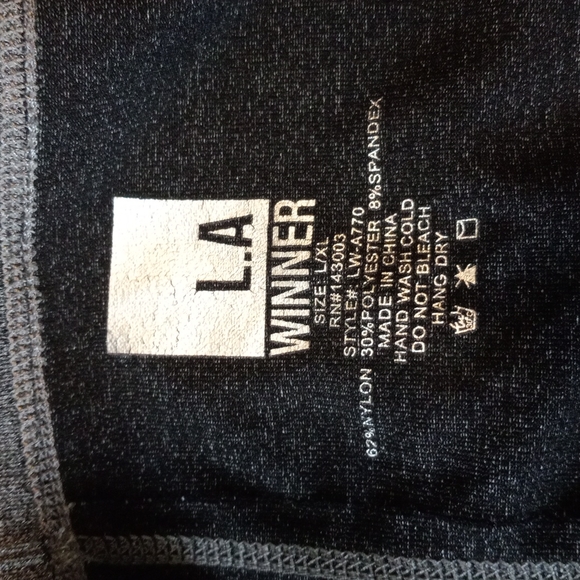 L.A
WINNER
SIZE: L/XL
RN#143003
STYLE#: LW-A770
62%NYLON 30%POLYESTER 8%SPANDEX
MADE IN CHINA
HAND WASH COLD
DO NOT BLEACH
HANG DRY